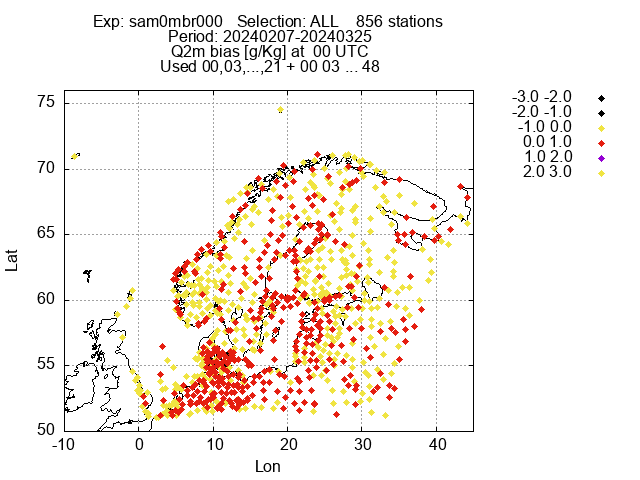 Exp: sam0mbr000   Selection: ALL    856 stations
Period: 20240207-20240325
Q2m bias [g/Kg] at  00 UTC
Used 00,03,...,21 + 00 03 ... 48
-3.0 -2.0
-2.0 -1.0
-1.0 0.0
0.0 1.0
1.0 2.0
2.0 3.0
75
70
65
60
55
50
Lat
-10 0 10 20 30 40
Lon